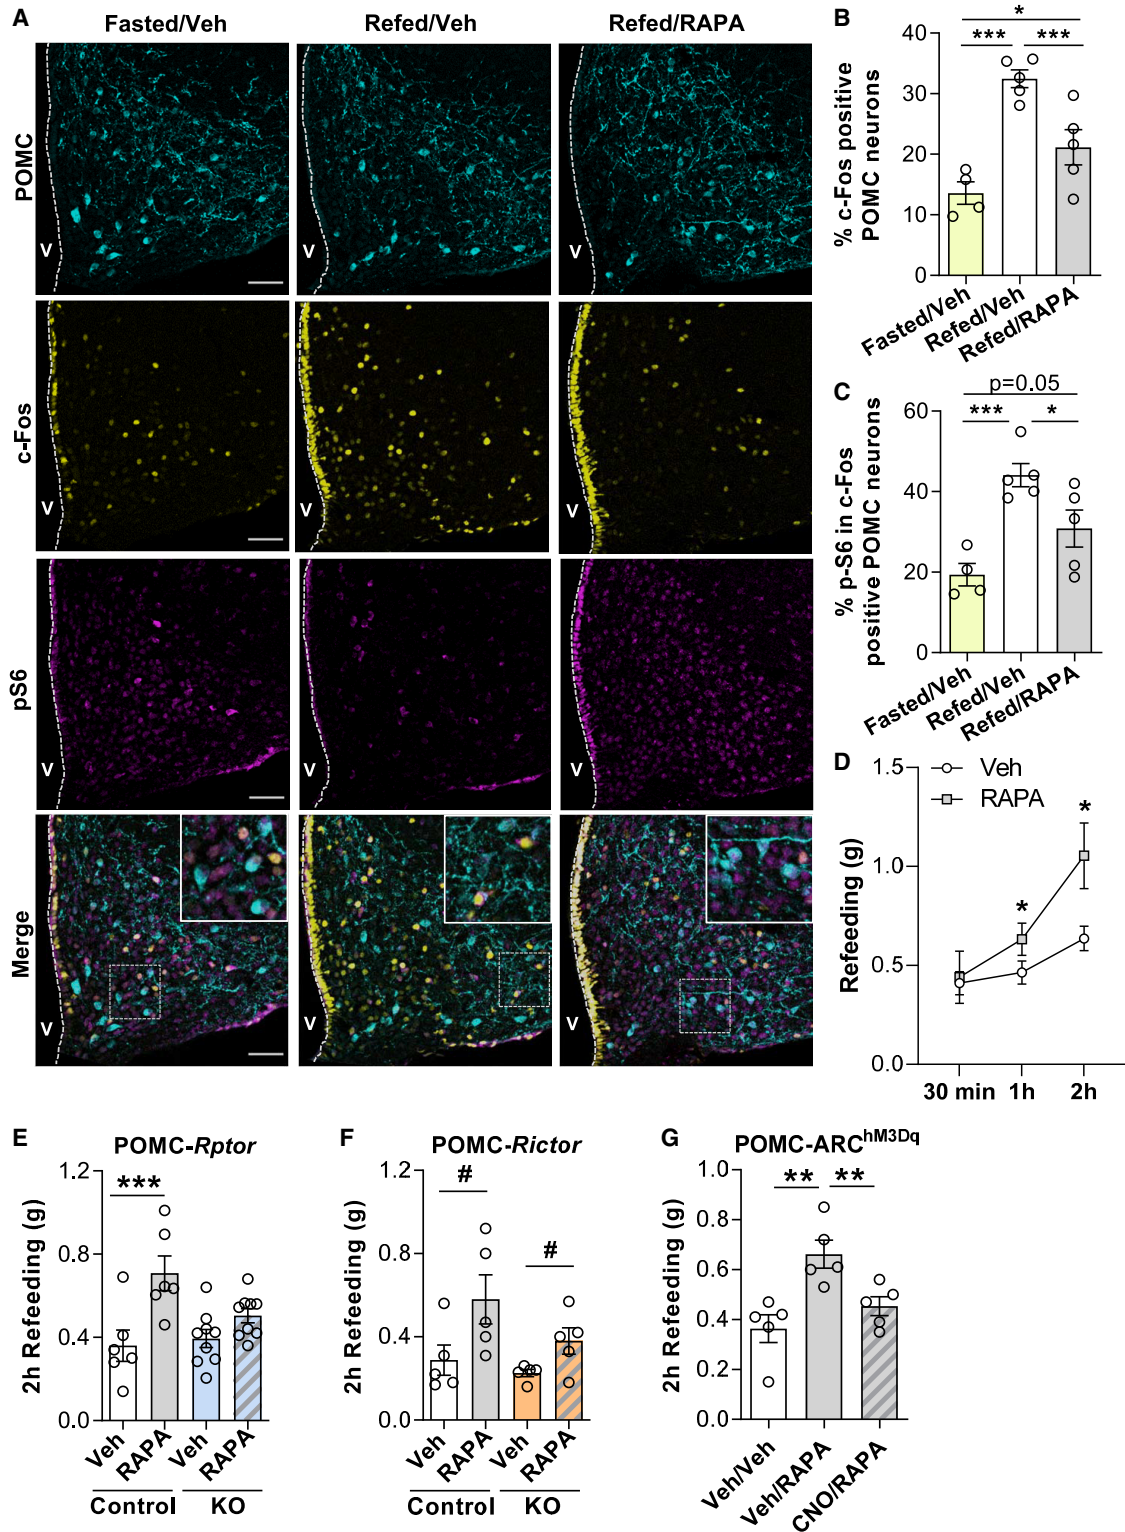 A
Fasted/Veh
Refed/Veh
Refed/RAPA
POMC
V
V
V
c-Fos
V
V
V
pS6
V
V
V
Merge
V
V
V
B
*
*** ***
% c-Fos positive
POMC neurons
40
30
20
10
0
Fasted/Veh
Refed/Veh
Refed/RAPA
C
p=0.05
*** *
% p-S6 in c-Fos
positive POMC neurons
60
40
20
0
Fasted/Veh
Refed/Veh
Refed/RAPA
D
Veh
RAPA
Refeeding (g)
1.5
1.0
0.5
0.0
*
*
30 min 1h 2h
E
POMC-Rptor
***
2h Refeeding (g)
1.2
0.8
0.4
0.0
Veh
RAPA
Veh
RAPA
Control
KO
F
POMC-Rictor
#
#
2h Refeeding (g)
1.2
0.8
0.4
0.0
Veh
RAPA
Veh
RAPA
Control
KO
G
POMC-ARChM3Dq
** **
2h Refeeding (g)
1.0
0.8
0.6
0.4
0.2
0.0
Veh/Veh
Veh/RAPA
CNO/RAPA